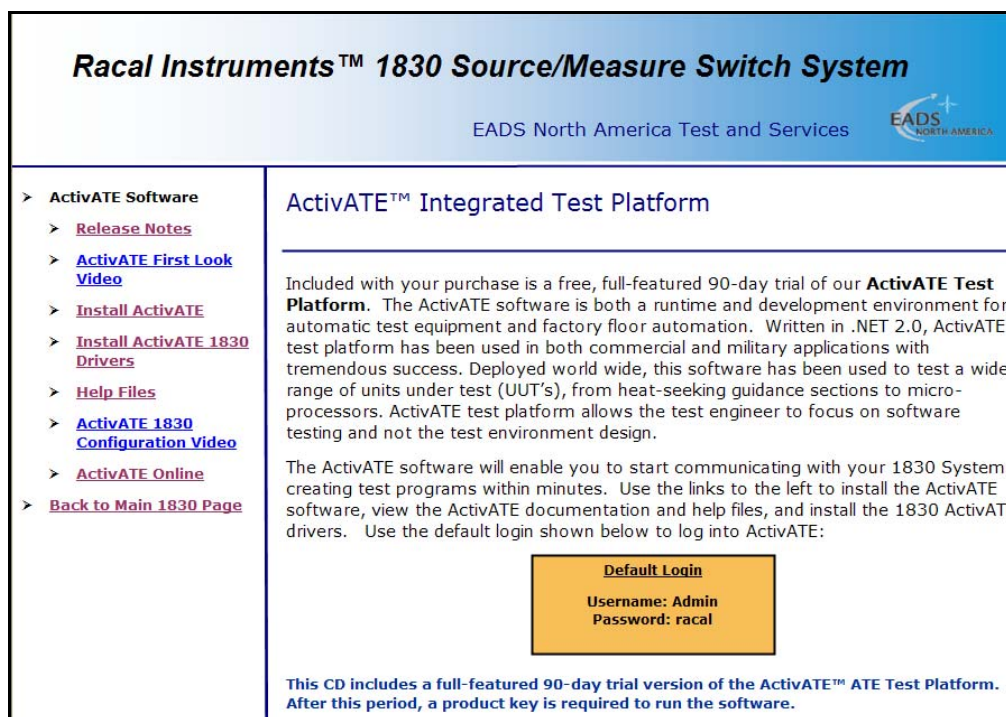 Racal Instruments™ 1830 Source/Measure Switch System
EADS North America Test and Services
EADS
NORTH AMERICA
➢ ActivATE Software
➢ Release Notes
➢ ActivATE First Look
Video
➢ Install ActivATE
➢ Install ActivATE 1830
Drivers
➢ Help Files
➢ ActivATE 1830
Configuration Video
➢ ActivATE Online
➢ Back to Main 1830 Page
ActivATE™ Integrated Test Platform
Included with your purchase is a free, full-featured 90-day trial of our ActivATE Test
Platform. The ActivATE software is both a runtime and development environment for
automatic test equipment and factory floor automation. Written in .NET 2.0, ActivATE
test platform has been used in both commercial and military applications with
tremendous success. Deployed world wide, this software has been used to test a wide
range of units under test (UUT's), from heat-seeking guidance sections to micro-
processors. ActivATE test platform allows the test engineer to focus on software
testing and not the test environment design.
The ActivATE software will enable you to start communicating with your 1830 System
creating test programs within minutes. Use the links to the left to install the ActivATE
software, view the ActivATE documentation and help files, and install the 1830 ActivAT
drivers. Use the default login shown below to log into ActivATE:
Default Login
Username: Admin
Password: racal
This CD includes a full-featured 90-day trial version of the ActivATE™ ATE Test Platform.
After this period, a product key is required to run the software.